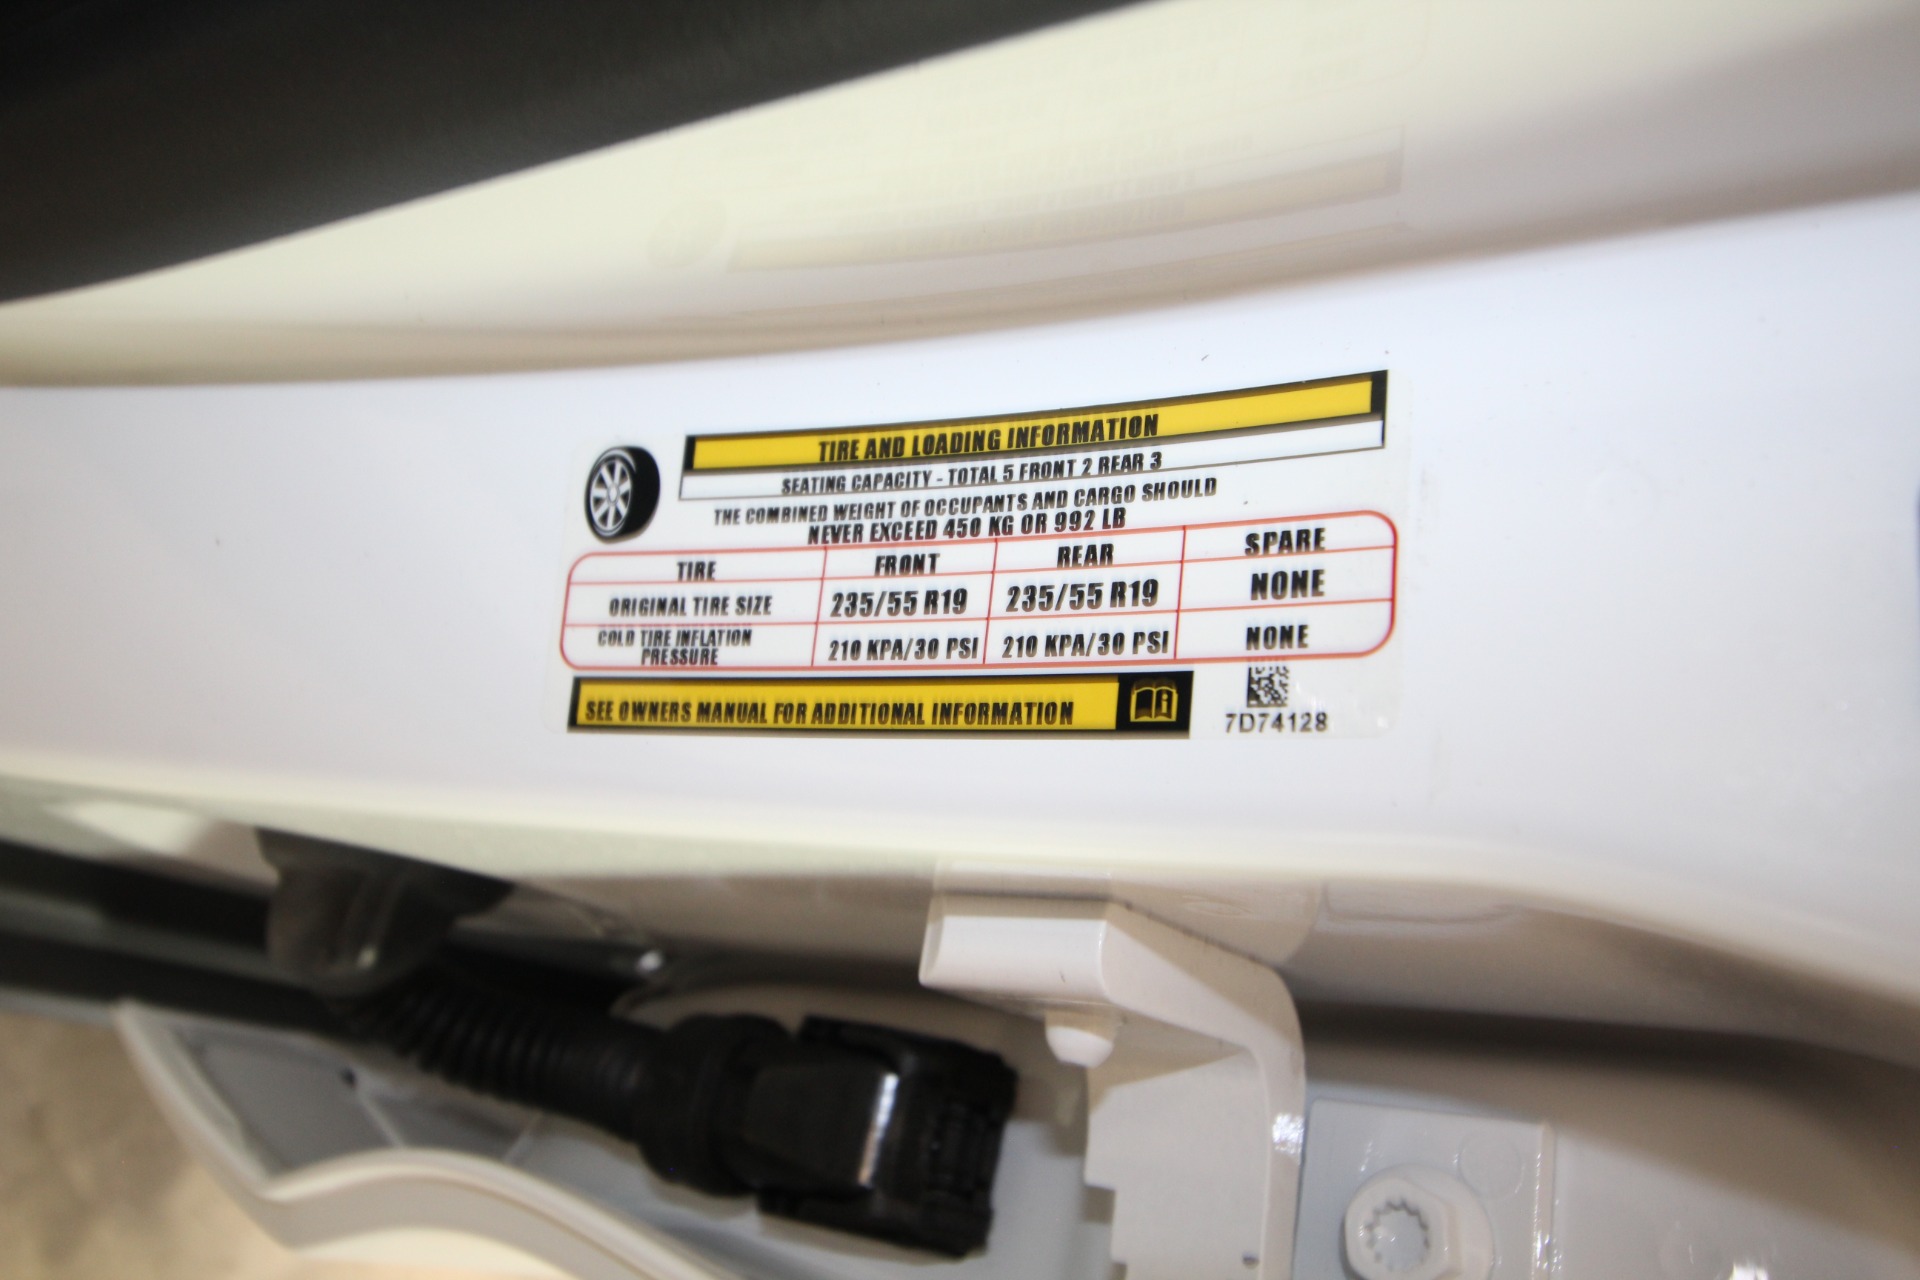 TIRE AND LOADING INFORMATION
SEATING CAPACITY - TOTAL 5 FRONT 2 REAR 3
THE COMBINED WEIGHT OF OCCUPANTS AND CARGO SHOULD
NEVER EXCEED 450 KG OR 992 LB
TIRE FRONT REAR SPARE
ORIGINAL TIRE SIZE 235/55 R19 235/55 R19 NONE
COLD TIRE INFLATION
PRESSURE 210 KPA/30 PSI 210 KPA/30 PSI NONE
SEE OWNERS MANUAL FOR ADDITIONAL INFORMATION
7D74128